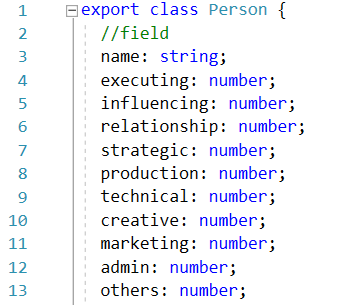 1 export class Person {
2 //field
3 name: string;
4 executing: number;
5 influencing: number;
6 relationship: number;
7 strategic: number;
8 production: number;
9 technical: number;
10 creative: number;
11 marketing: number;
12 admin: number;
13 others: number;